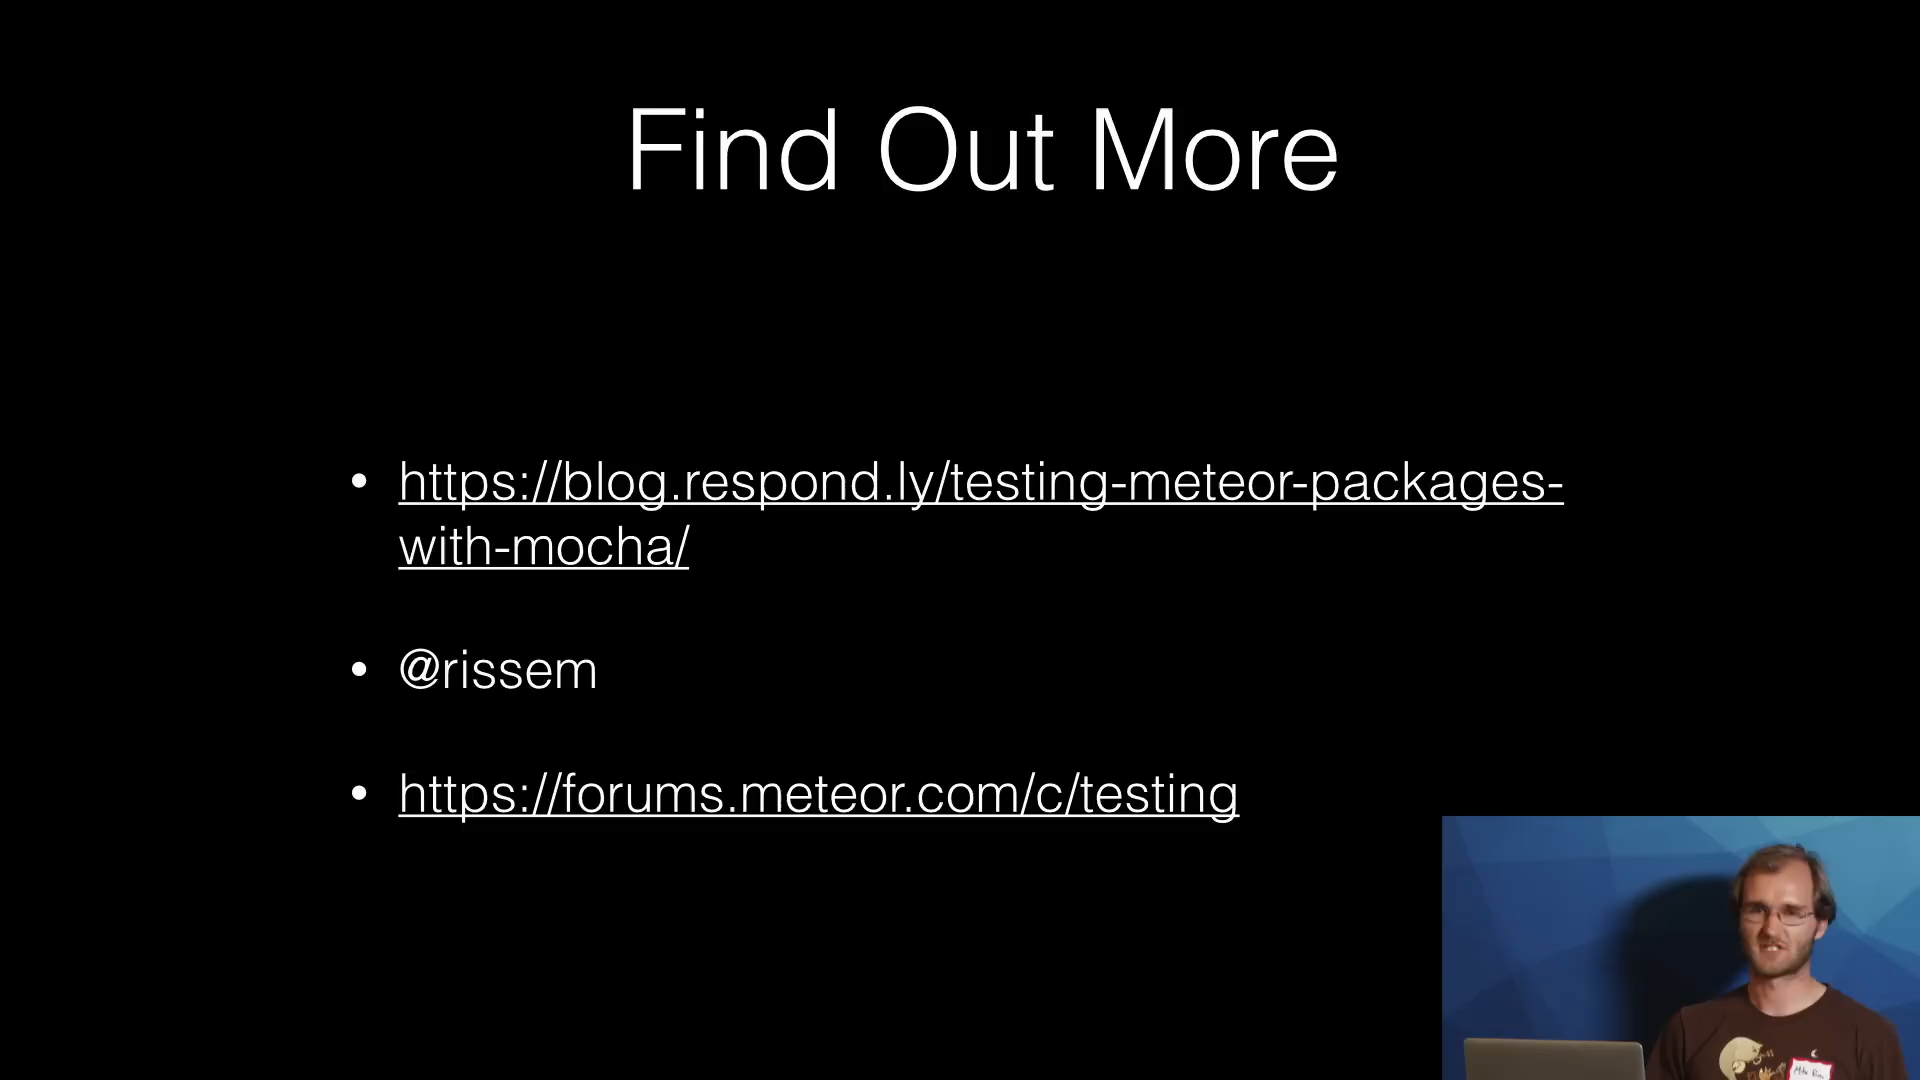 Find Out More
• https://blog.respond.ly/testing-meteor-packages-
with-mocha/
• @rissem
• https://forums.meteor.com/c/testing